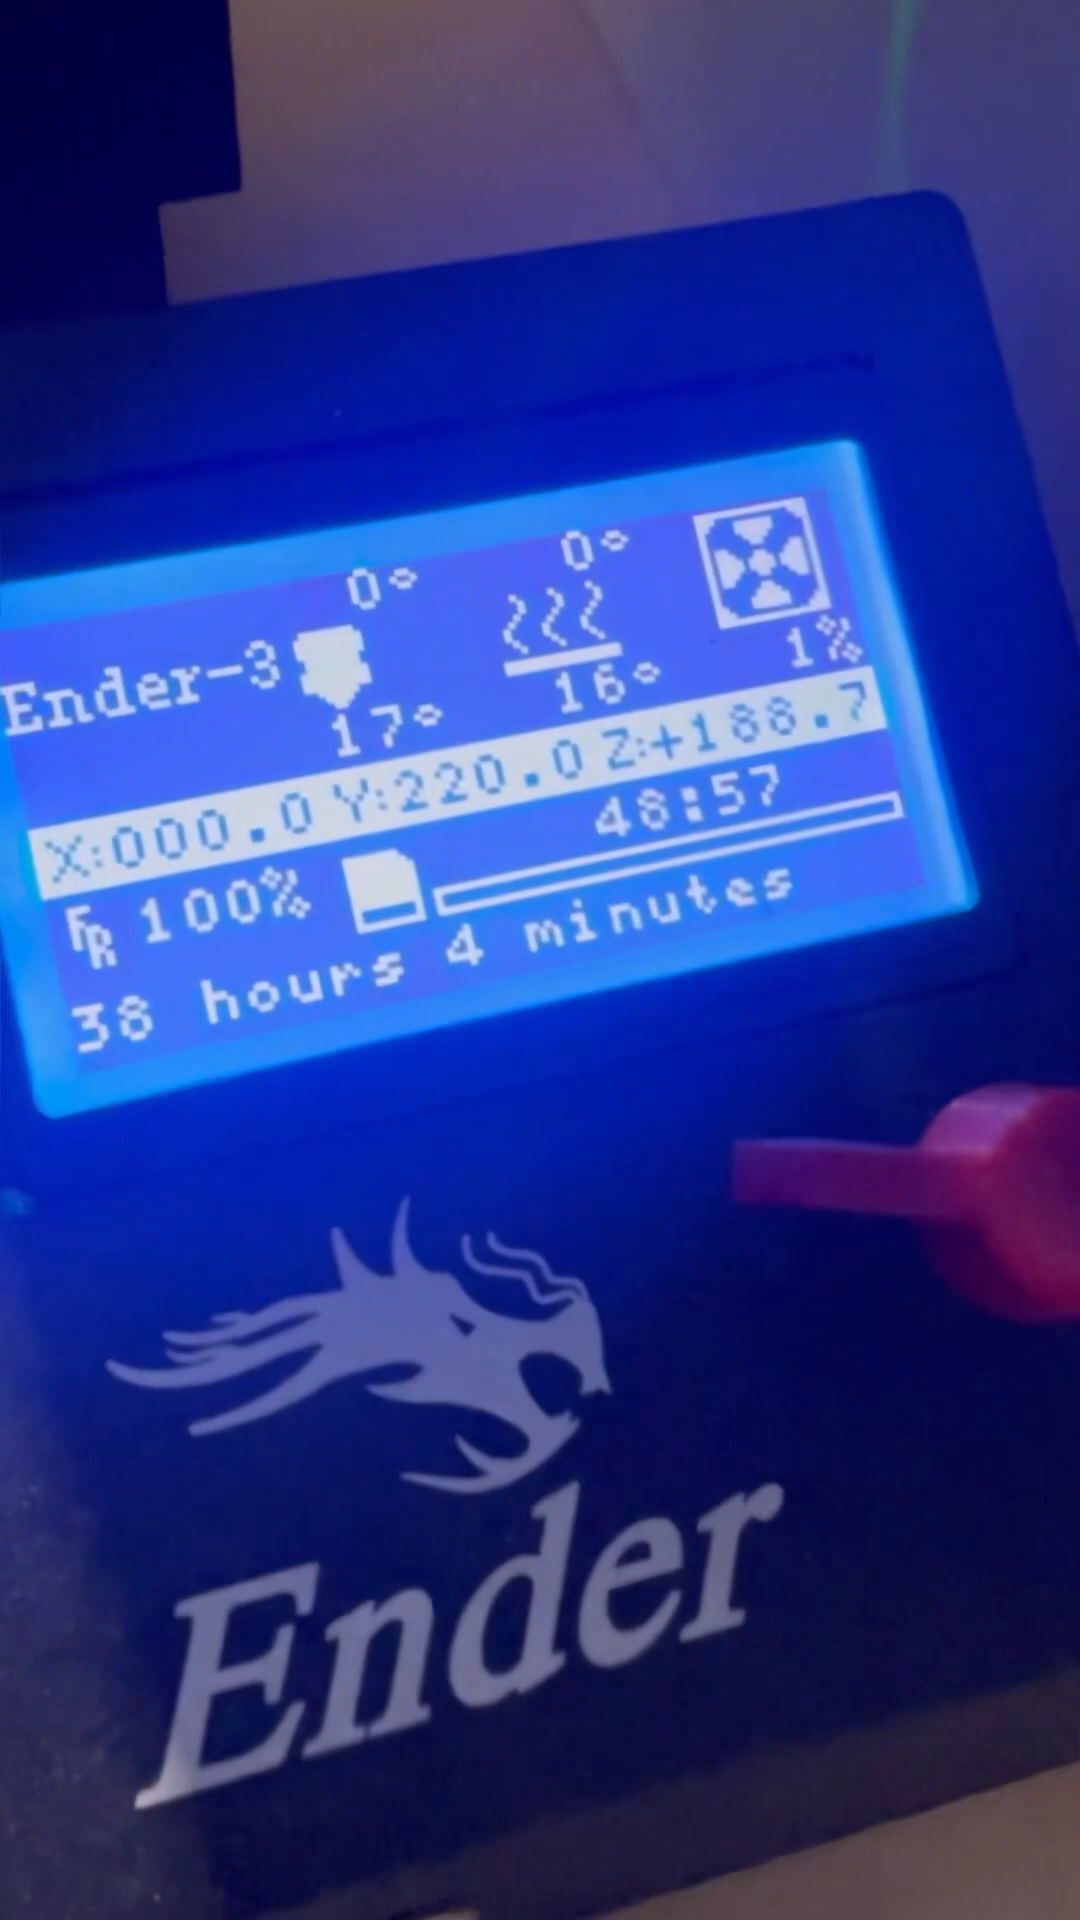 0° 0°
Ender-3
17° 16° 1%
X:000.0 Y:220.0 Z:+188.7
FR 100% 48:57
38 hours 4 minutes
Ender